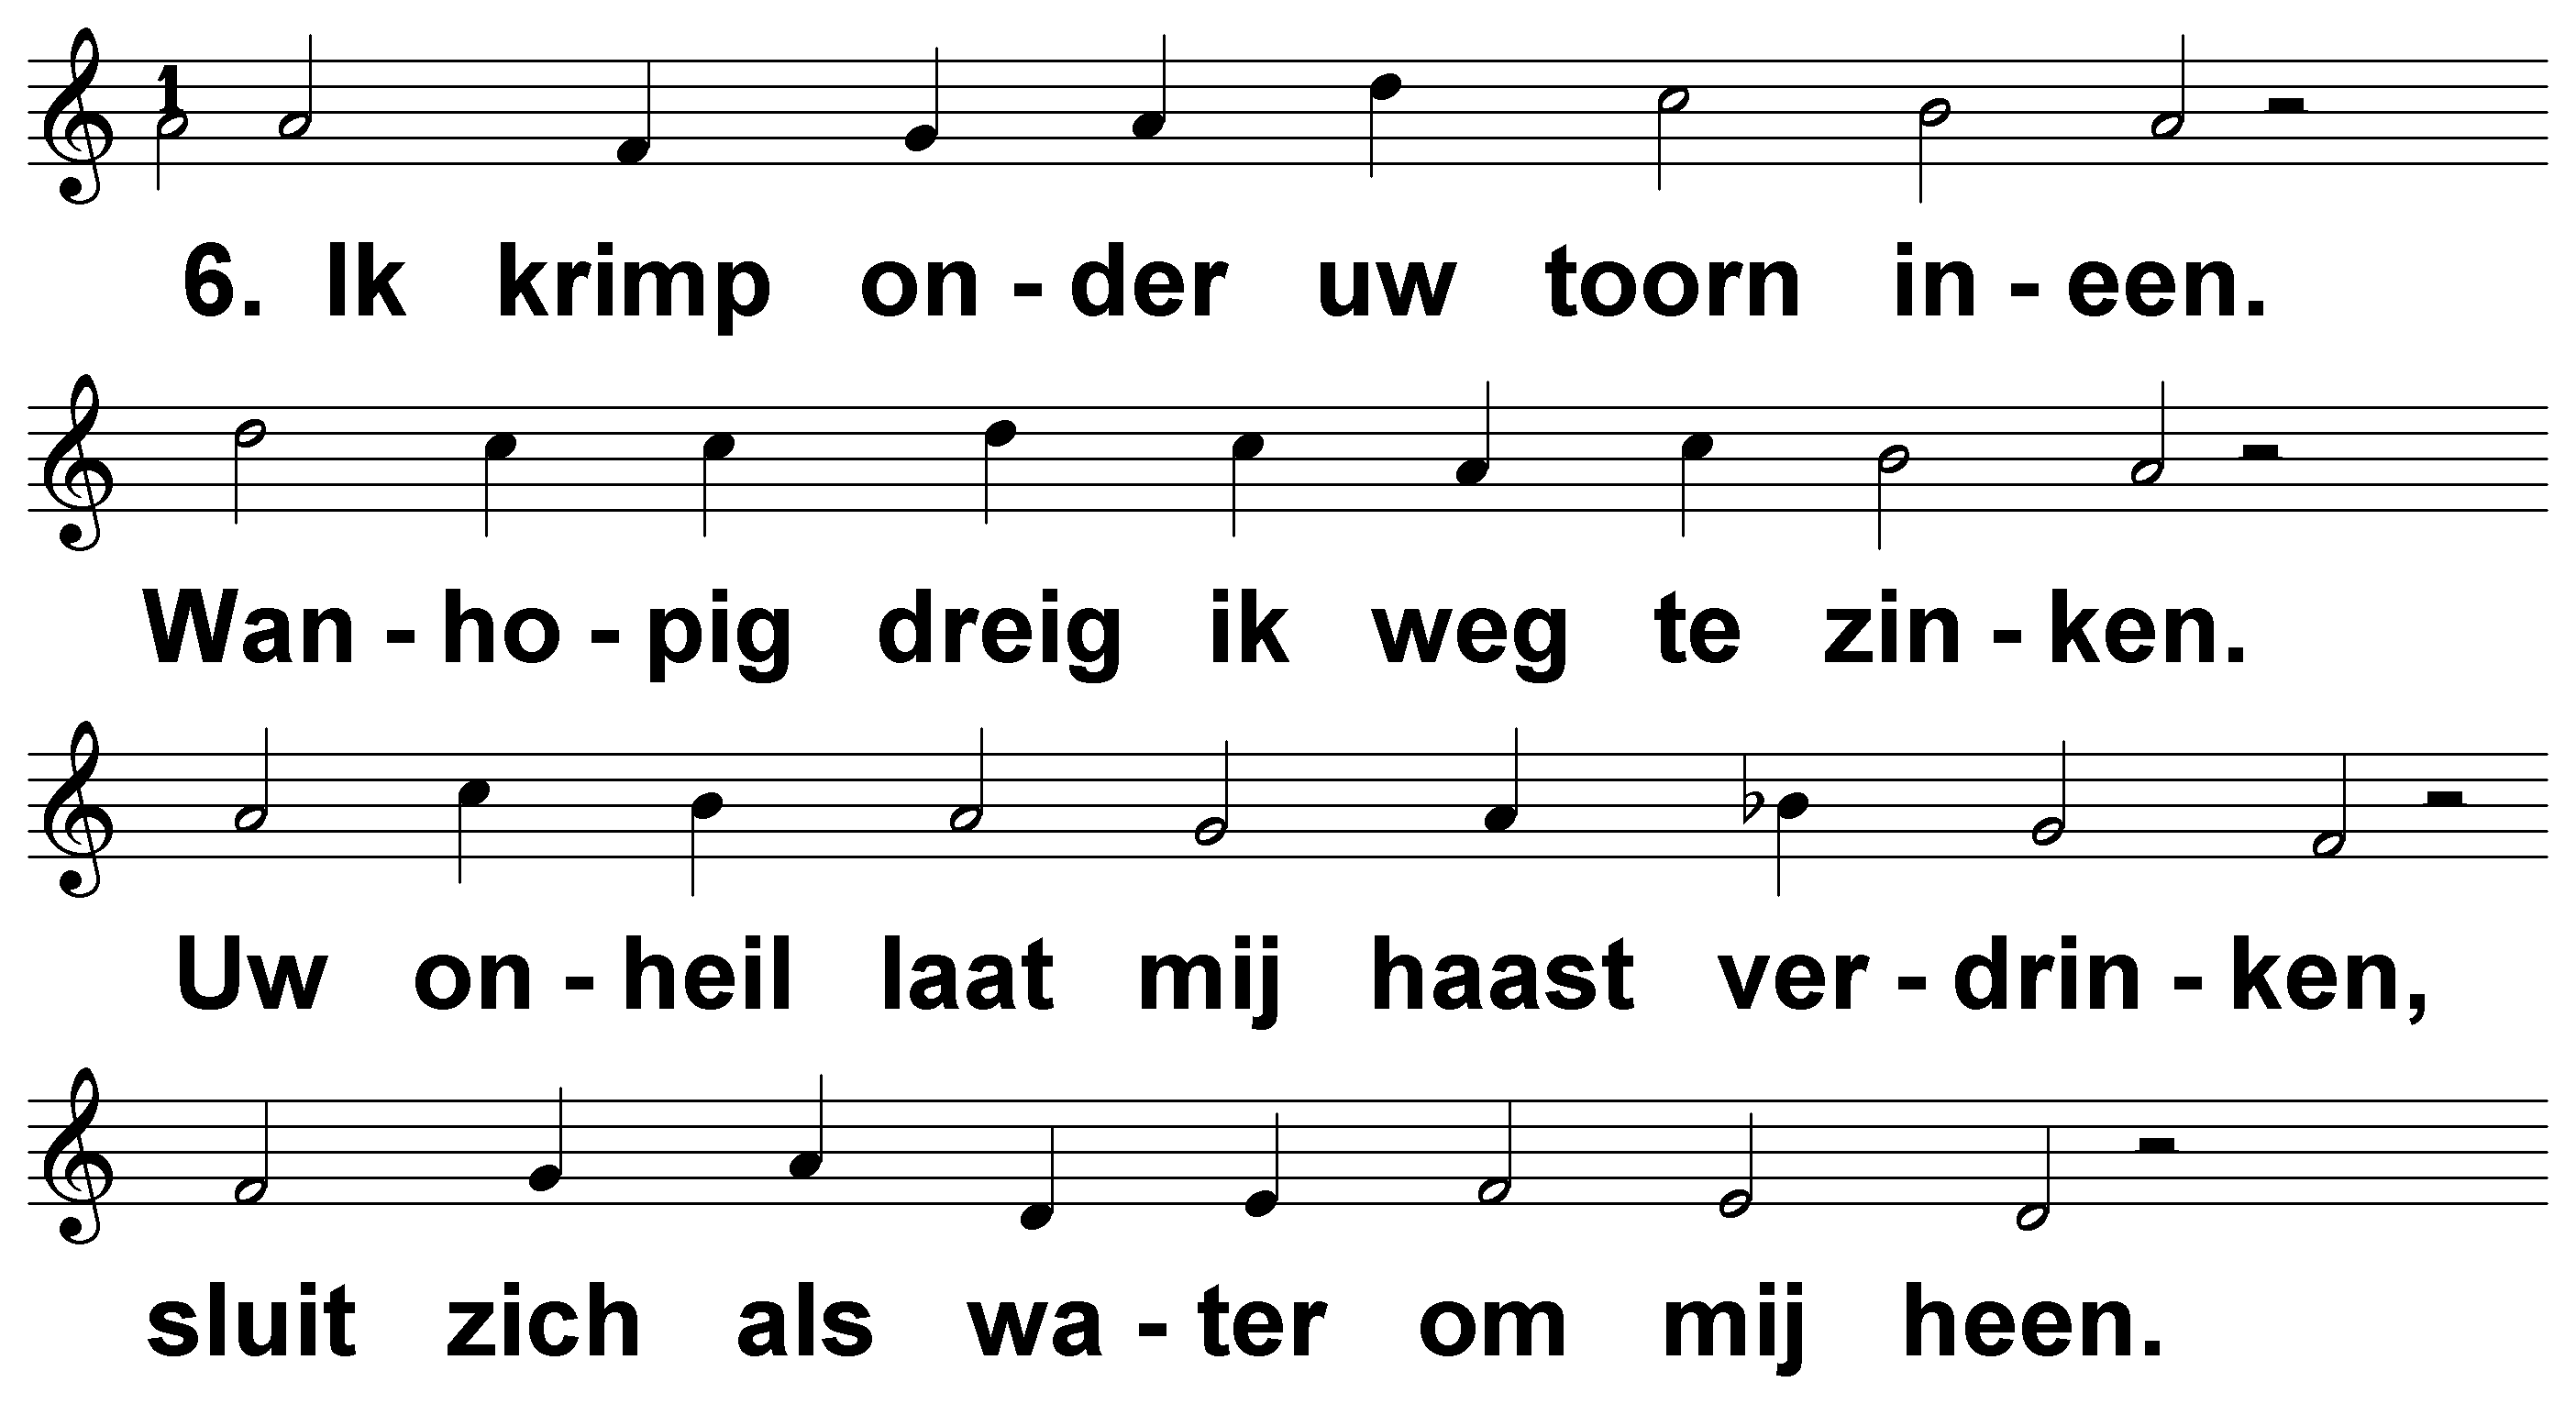 1
6. Ik krimp on - der uw toorn in - een.
Wan - ho - pig dreig ik weg te zin - ken.
Uw on - heil laat mij haast ver - drin - ken,
sluit zich als wa - ter om mij heen.